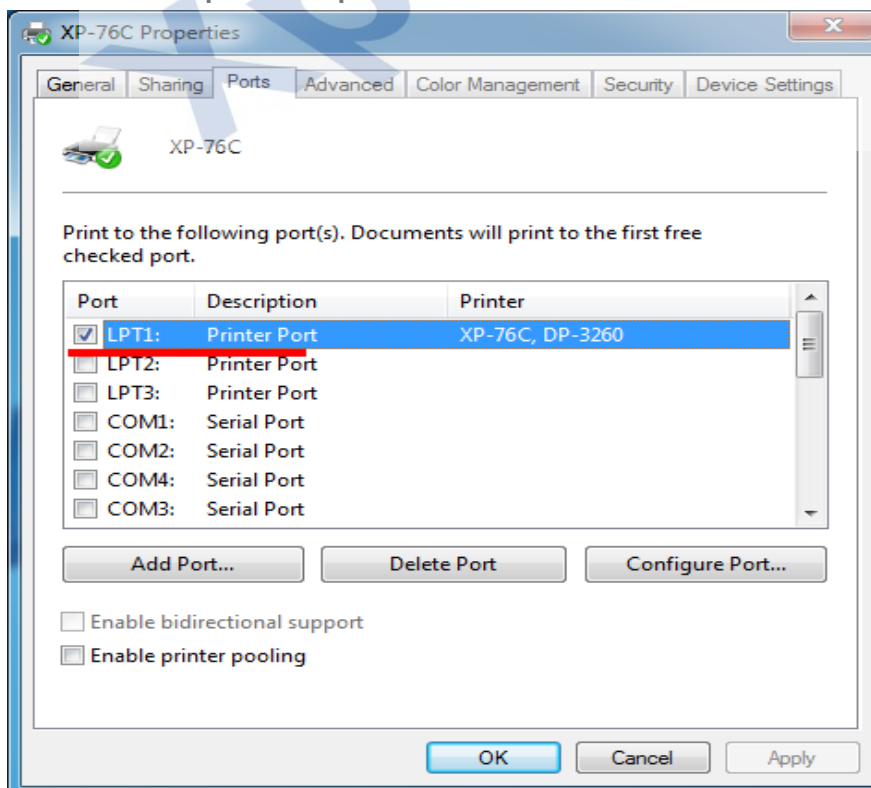 XP-76C Properties
General Sharing Ports Advanced Color Management Security Device Settings
XP-76C
Print to the following port(s). Documents will print to the first free
checked port.
Port Description Printer
LPT1: Printer Port XP-76C, DP-3260
LPT2: Printer Port
LPT3: Printer Port
COM1: Serial Port
COM2: Serial Port
COM4: Serial Port
COM3: Serial Port
Add Port... Delete Port Configure Port...
Enable bidirectional support
Enable printer pooling
OK Cancel Apply